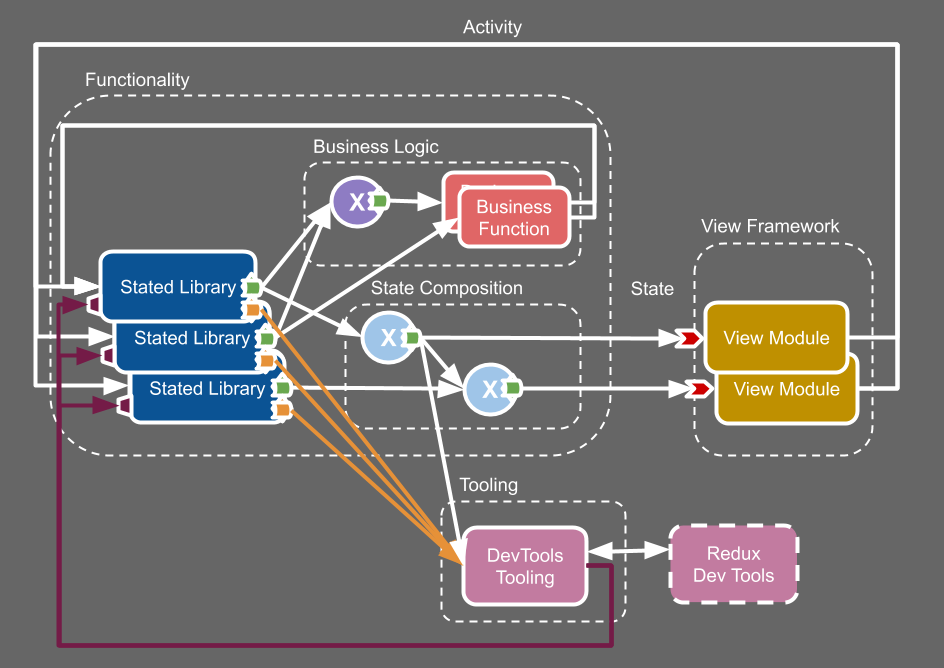 Activity
Functionality
Business Logic
X
Business
Function
View Framework
Stated Library
State Composition
State
Stated Library
X
View Module
Stated Library
X
View Module
Tooling
DevTools
Tooling
Redux
Dev Tools